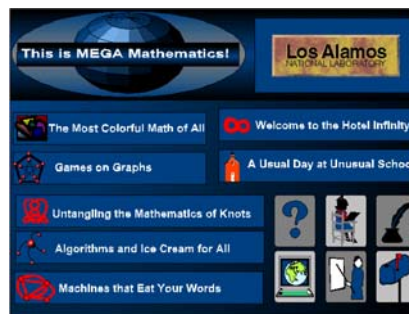 This is MEGA Mathematics!
Los Alamos
NATIONAL LABORATORY
The Most Colorful Math of All
Welcome to the Hotel Infinity
Games on Graphs
A Usual Day at Unusual School
Untangling the Mathematics of Knots
Algorithms and Ice Cream for All
Machines that Eat Your Words